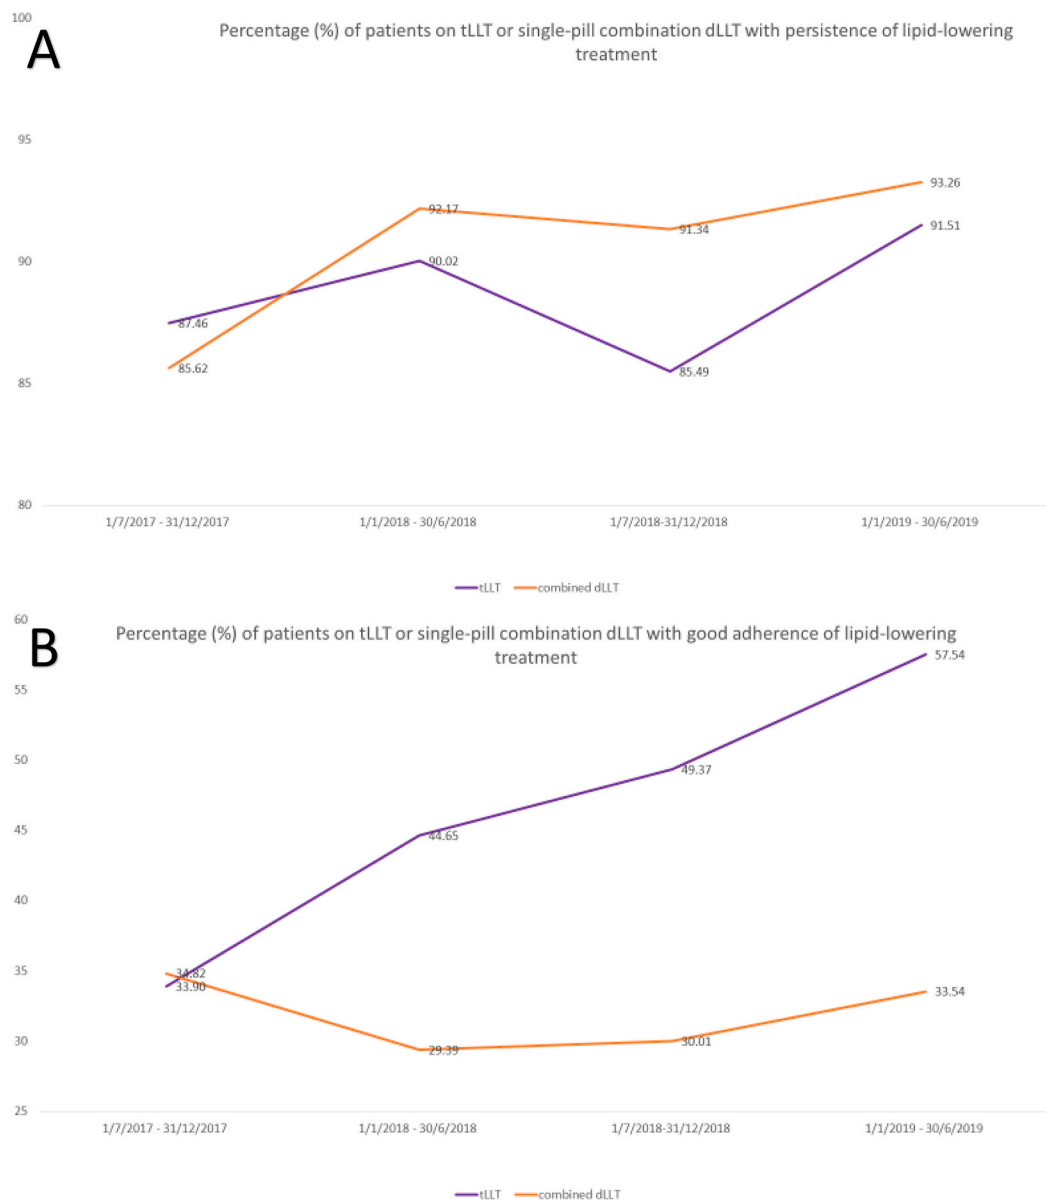 100
A
Percentage (%) of patients on tLLT or single-pill combination dLLT with persistence of lipid-lowering
treatment
95
93.26
92.17
91.34
91.51
90
90.02
87.46
85.62
85
85.49
80
1/7/2017 - 31/12/2017
1/1/2018 - 30/6/2018
1/7/2018-31/12/2018
1/1/2019 - 30/6/2019
tLLT
combined dLLT
60
B
Percentage (%) of patients on tLLT or single-pill combination dLLT with good adherence of lipid-lowering
treatment
57.54
55
50
49.37
45
44.65
40
35
34.82
33.90
33.54
30
30.01
29.39
25
1/7/2017 - 31/12/2017
1/1/2018 - 30/6/2018
1/7/2018-31/12/2018
1/1/2019 - 30/6/2019
tLLT
combined dLLT